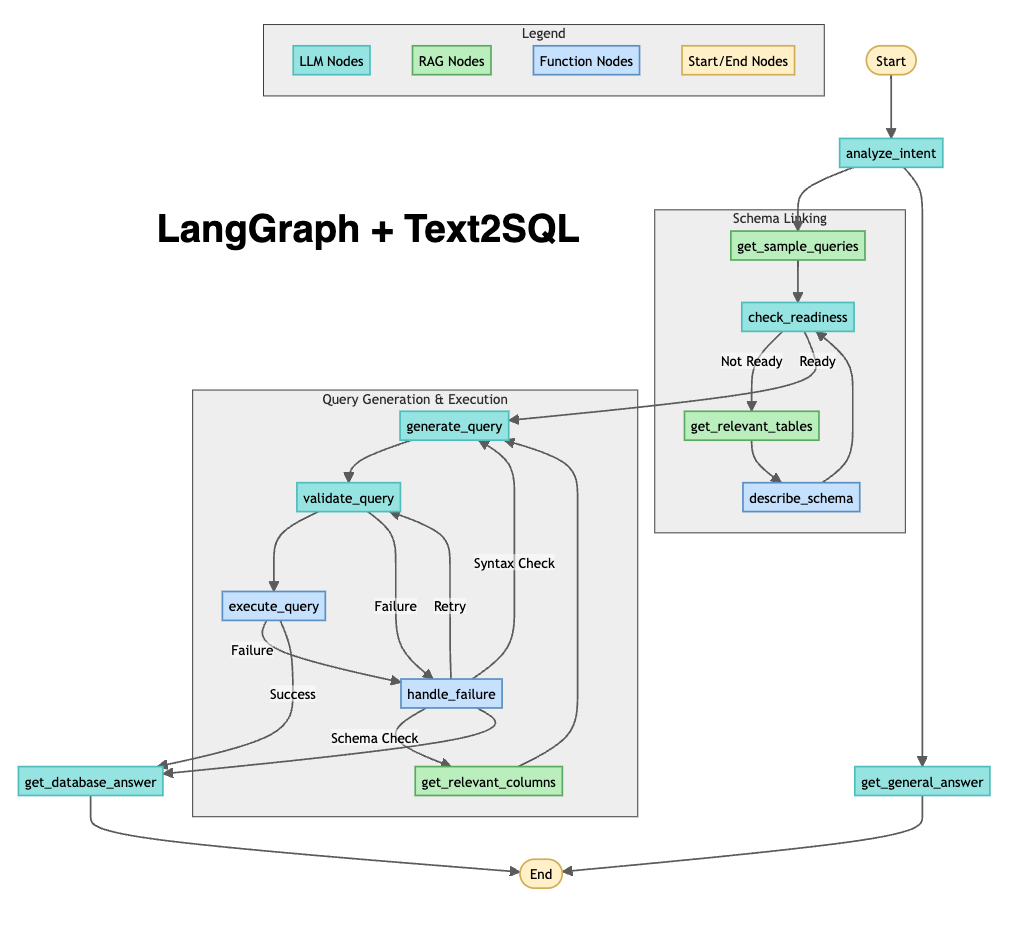 Legend
LLM Nodes
RAG Nodes
Function Nodes
Start/End Nodes
Start
analyze_intent
LangGraph + Text2SQL
Schema Linking
get_sample_queries
check_readiness
Not Ready
Ready
get_relevant_tables
describe_schema
Query Generation & Execution
generate_query
validate_query
Syntax Check
execute_query
Failure
Retry
Failure
handle_failure
Success
Schema Check
get_database_answer
get_relevant_columns
get_general_answer
End